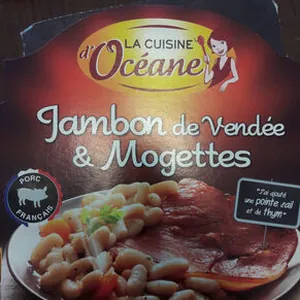 LA CUISINE
d'Océane
Jambon de Vendée
& Mogettes
PORC
FRANÇAIS
"J'ai ajouté
une pointe d'ail
et de thym"